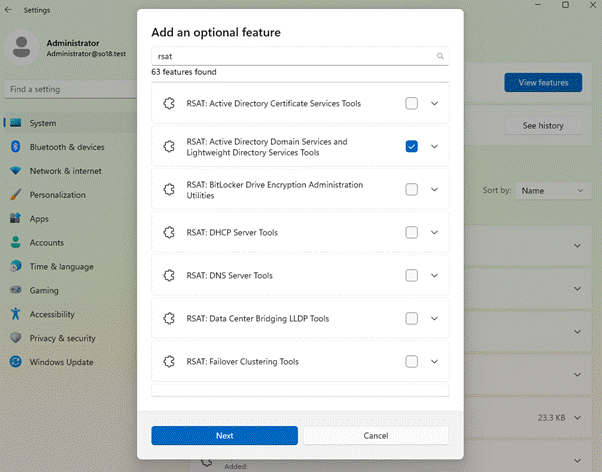 Settings
Administrator
Administrator@so18.test
Find a setting
System
Bluetooth & devices
Network & internet
Personalization
Apps
Accounts
Time & language
Gaming
Accessibility
Privacy & security
Windows Update
Add an optional feature
rsat
63 features found
RSAT: Active Directory Certificate Services Tools
RSAT: Active Directory Domain Services and
Lightweight Directory Services Tools
RSAT: BitLocker Drive Encryption Administration
Utilities
RSAT: DHCP Server Tools
RSAT: DNS Server Tools
RSAT: Data Center Bridging LLDP Tools
RSAT: Failover Clustering Tools
Next
Cancel
View features
See history
Sort by:
Name
23.3 KB
Added: